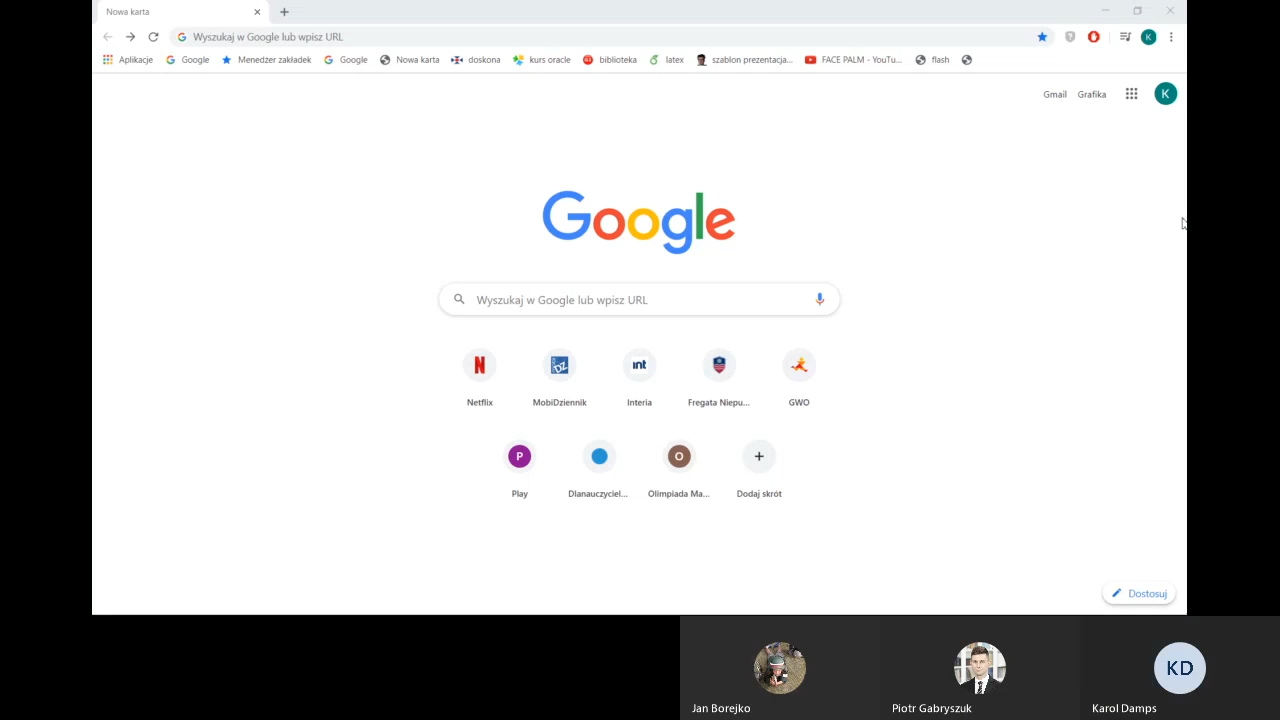 Nowa karta
Wyszukaj w Google lub wpisz URL
K
Aplikacje Google Menedżer zakładek Google Nowa karta doskona kurs oracle biblioteka latex szablon prezentacja... FACE PALM - YouTu... flash
Gmail Grafika K
Google
Wyszukaj w Google lub wpisz URL
N DZ int
Netflix MobiDziennik Interia Fregata Niepu... GWO
P O
Play Dlanauczyciel... Olimpiada Ma... Dodaj skrót
Dostosuj
KD
Jan Borejko Piotr Gabryszuk Karol Damps